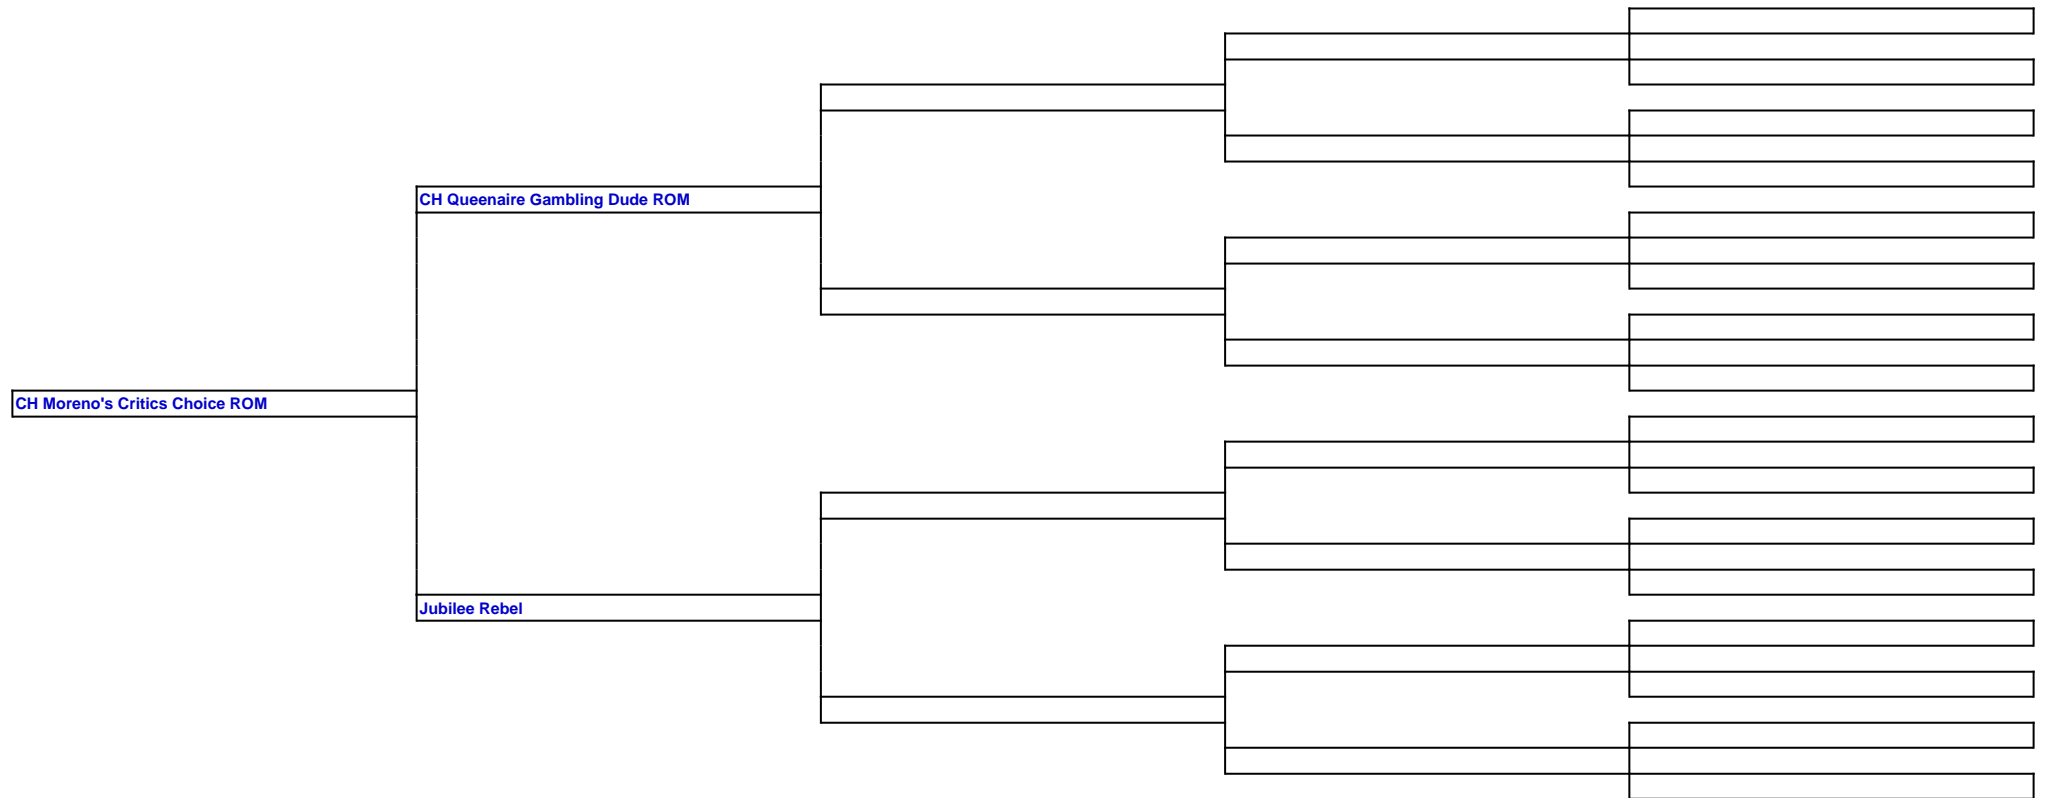 CH Queenaire Gambling Dude ROM
CH Moreno's Critics Choice ROM
Jubilee Rebel